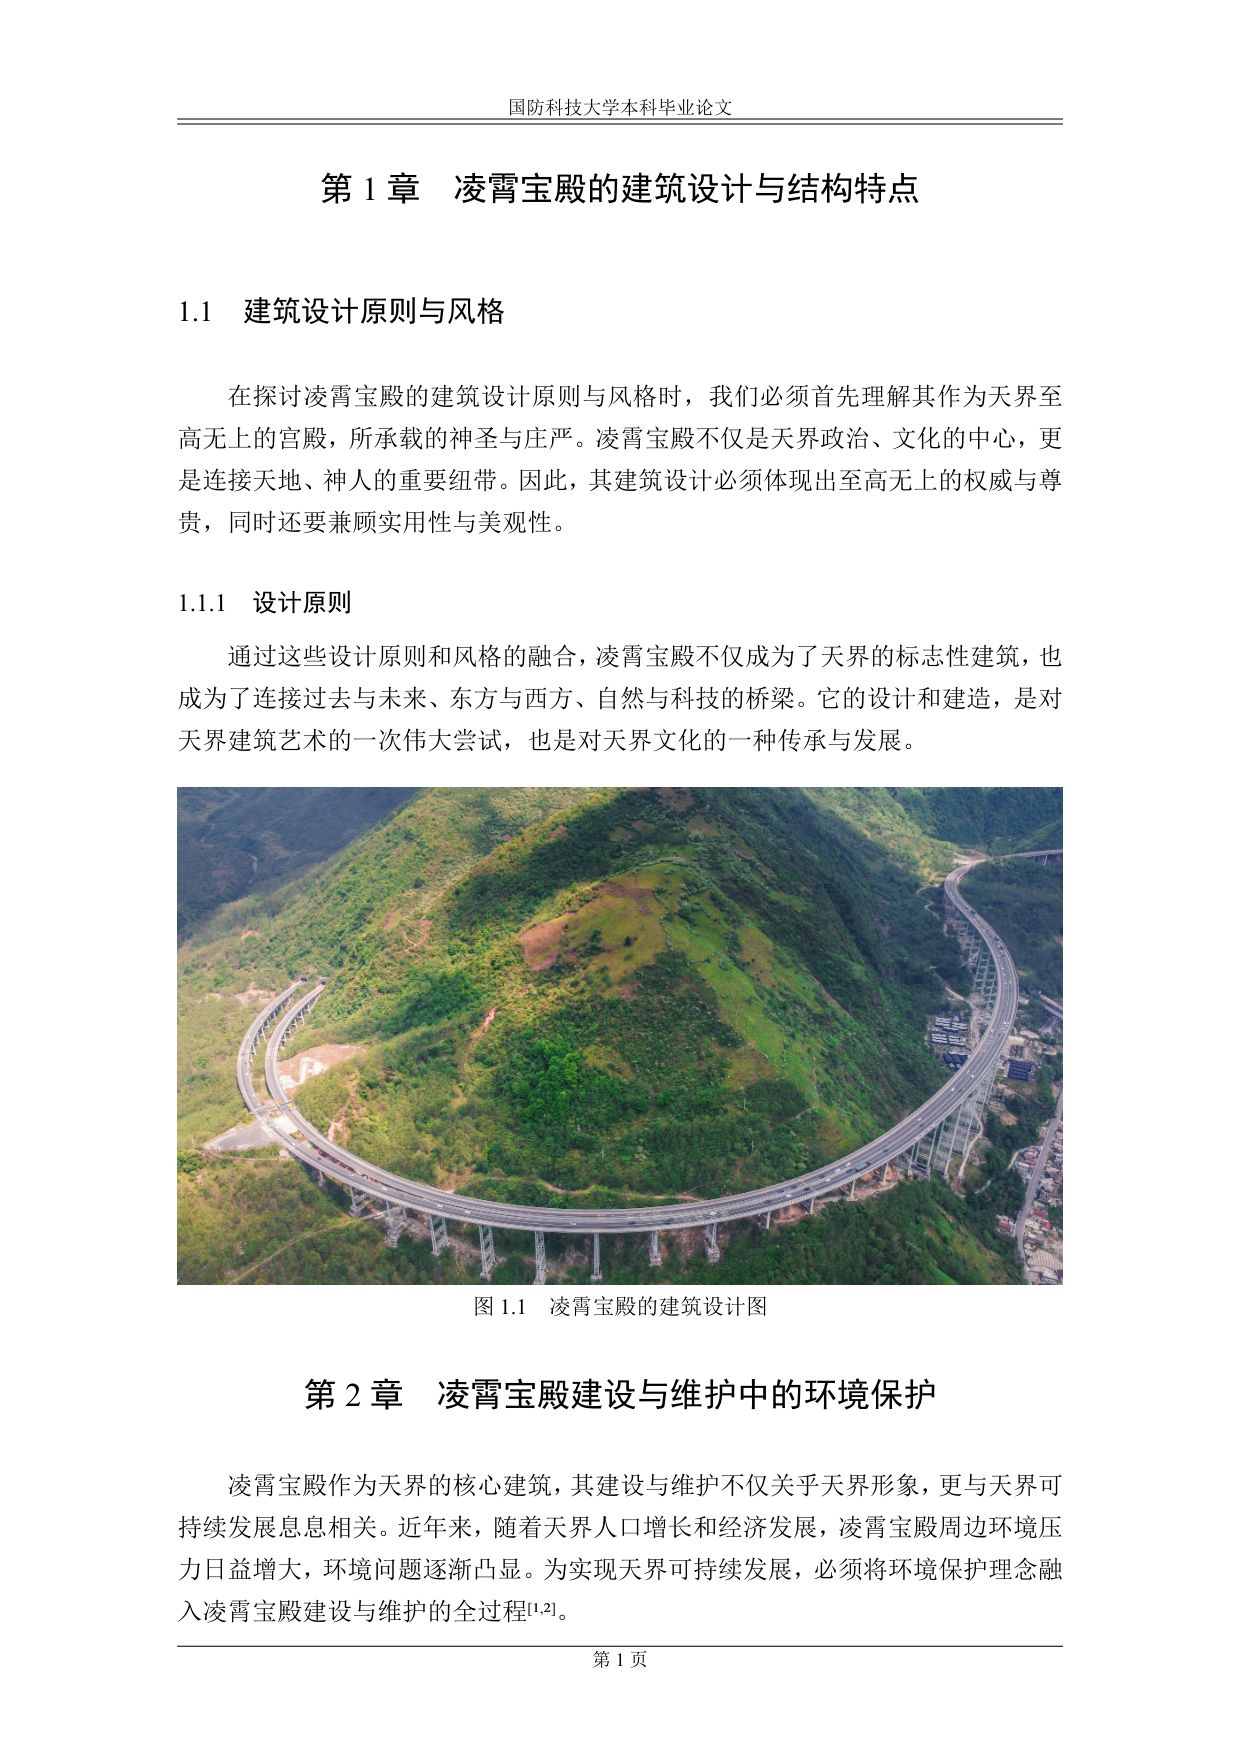 国防科技大学本科毕业论文
第 1 章　凌霄宝殿的建筑设计与结构特点
1.1　建筑设计原则与风格
在探讨凌霄宝殿的建筑设计原则与风格时，我们必须首先理解其作为天界至
高无上的宫殿，所承载的神圣与庄严。凌霄宝殿不仅是天界政治、文化的中心，更
是连接天地、神人的重要纽带。因此，其建筑设计必须体现出至高无上的权威与尊
贵，同时还要兼顾实用性与美观性。
1.1.1　设计原则
通过这些设计原则和风格的融合，凌霄宝殿不仅成为了天界的标志性建筑，也
成为了连接过去与未来、东方与西方、自然与科技的桥梁。它的设计和建造，是对
天界建筑艺术的一次伟大尝试，也是对天界文化的一种传承与发展。
图 1.1　凌霄宝殿的建筑设计图
第 2 章　凌霄宝殿建设与维护中的环境保护
凌霄宝殿作为天界的核心建筑，其建设与维护不仅关乎天界形象，更与天界可
持续发展息息相关。近年来，随着天界人口增长和经济发展，凌霄宝殿周边环境压
力日益增大，环境问题逐渐凸显。为实现天界可持续发展，必须将环境保护理念融
入凌霄宝殿建设与维护的全过程[1,2]。
第 1 页